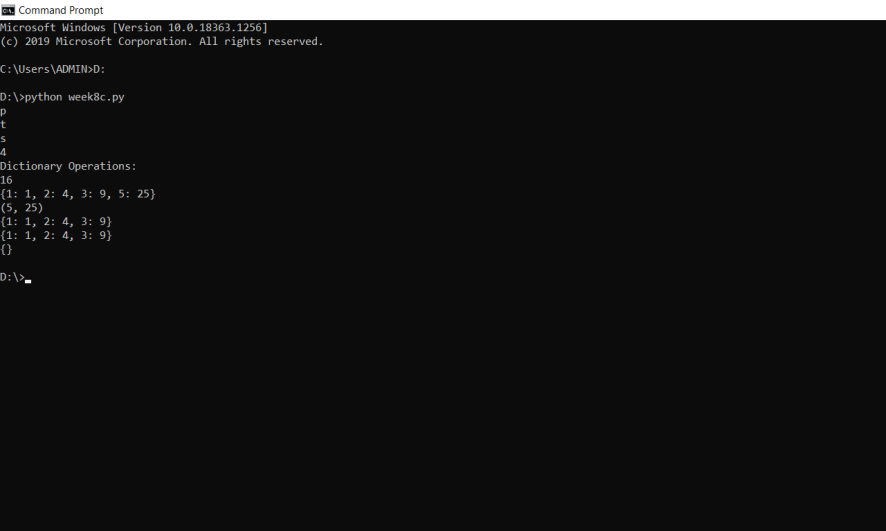 Command Prompt
Microsoft Windows [Version 10.0.18363.1256]
(c) 2019 Microsoft Corporation. All rights reserved.
C:\Users\ADMIN>D:
D:\>python week8c.py
p
t
s
4
Dictionary Operations:
16
{1: 1, 2: 4, 3: 9, 5: 25}
(5, 25)
{1: 1, 2: 4, 3: 9}
{1: 1, 2: 4, 3: 9}
{}
D:\>